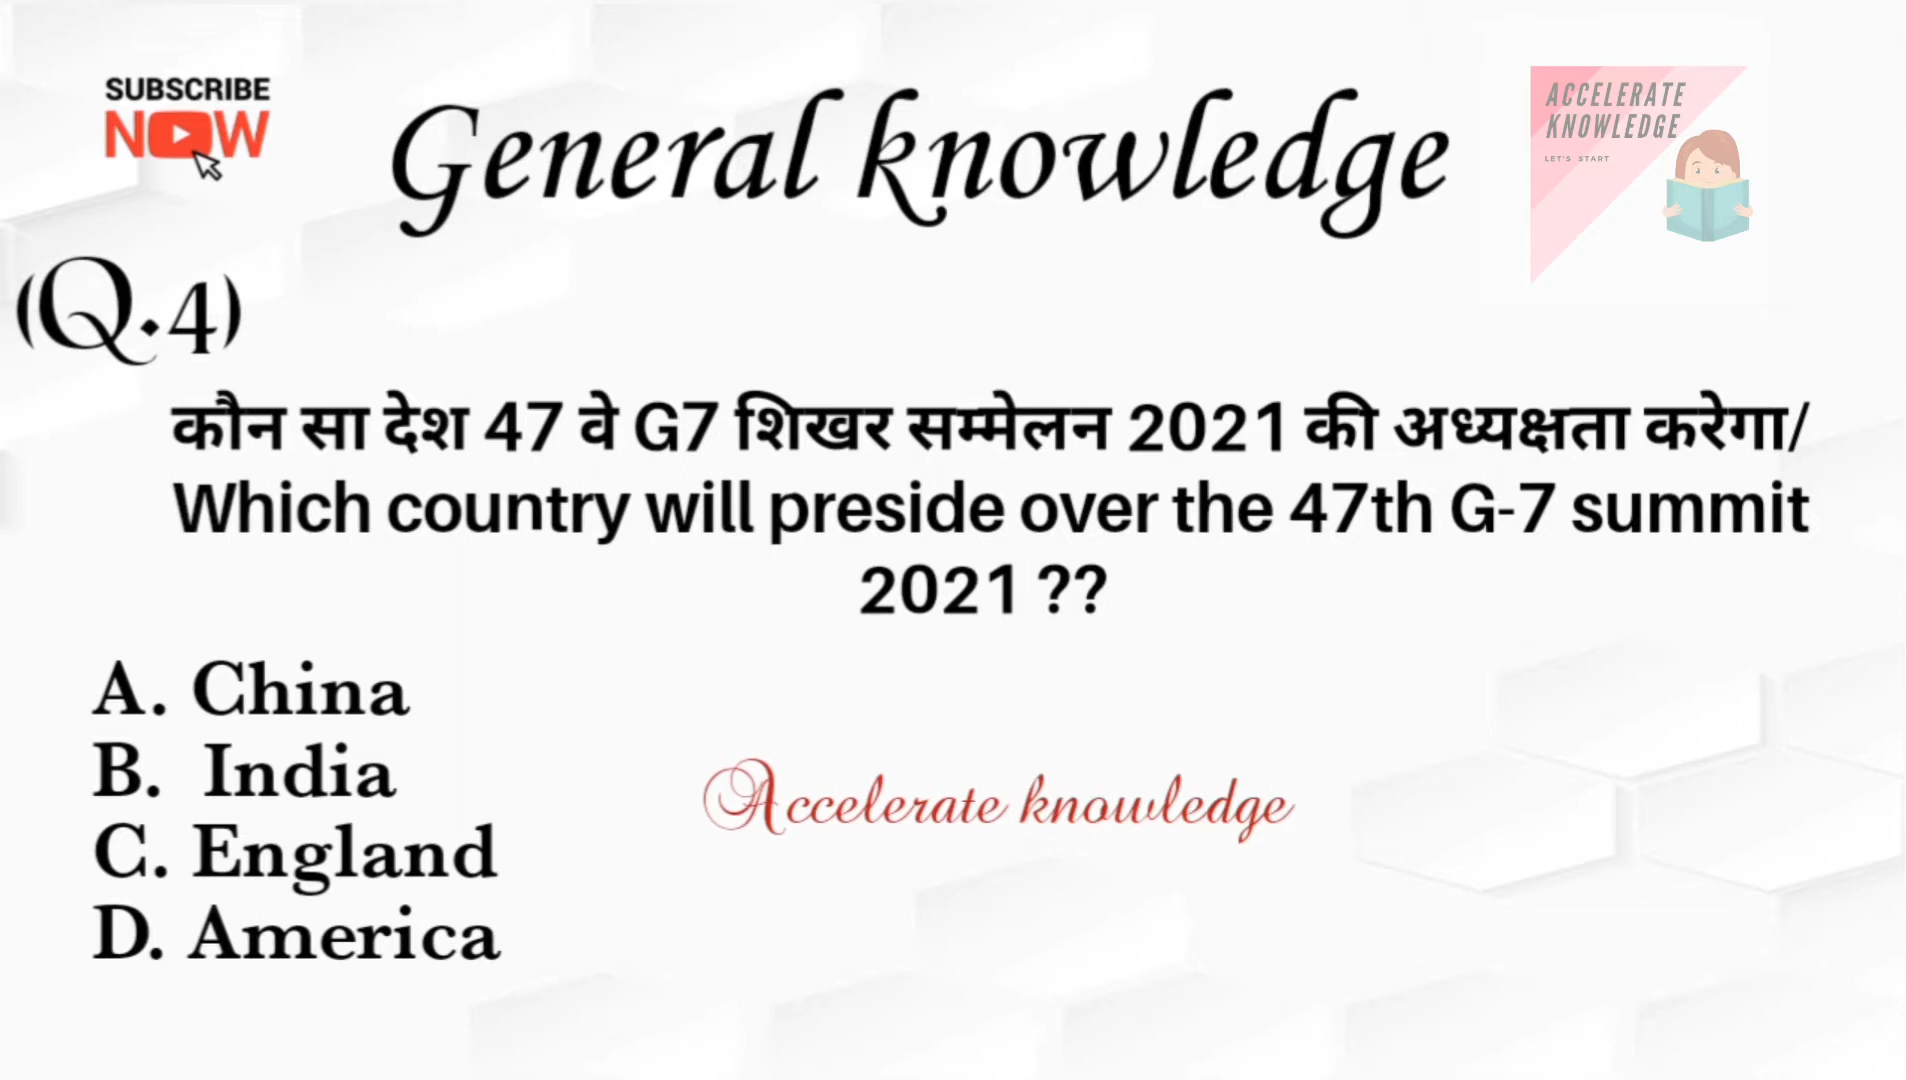 SUBSCRIBE
NOW
General knowledge
ACCELERATE
KNOWLEDGE
LET'S START
(Q.4)
कौन सा देश 47 वे G7 शिखर सम्मेलन 2021 की अध्यक्षता करेगा/
Which country will preside over the 47th G-7 summit
2021 ??
A. China
B. India
C. England
D. America
Accelerate knowledge